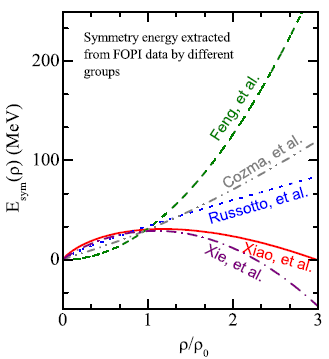 Symmetry energy extracted
from FOPI data by different
groups
Feng, et al.
Cozma, et al.
Russotto, et al.
Xiao, et al.
Xie, et al.
E_sym(ρ) (MeV)
200
100
0
0 1 2 3
ρ/ρ₀